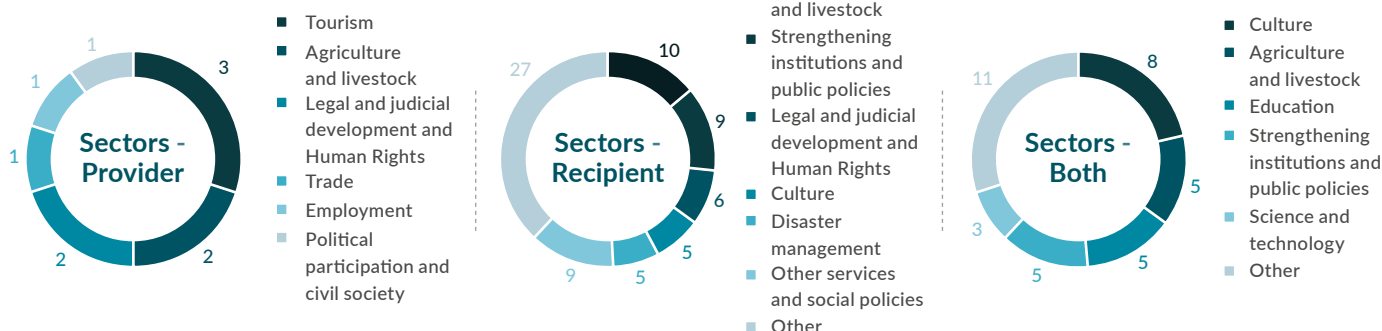 1
3
1
1
2
2
Sectors -
Provider
Tourism
Agriculture
and livestock
Legal and judicial
development and
Human Rights
Trade
Employment
Political
participation and
civil society
27
10
9
6
5
5
9
Sectors -
Recipient
and livestock
Strengthening
institutions and
public policies
Legal and judicial
development and
Human Rights
Culture
Disaster
management
Other services
and social policies
Other
11
8
5
5
5
3
Sectors -
Both
Culture
Agriculture
and livestock
Education
Strengthening
institutions and
public policies
Science and
technology
Other